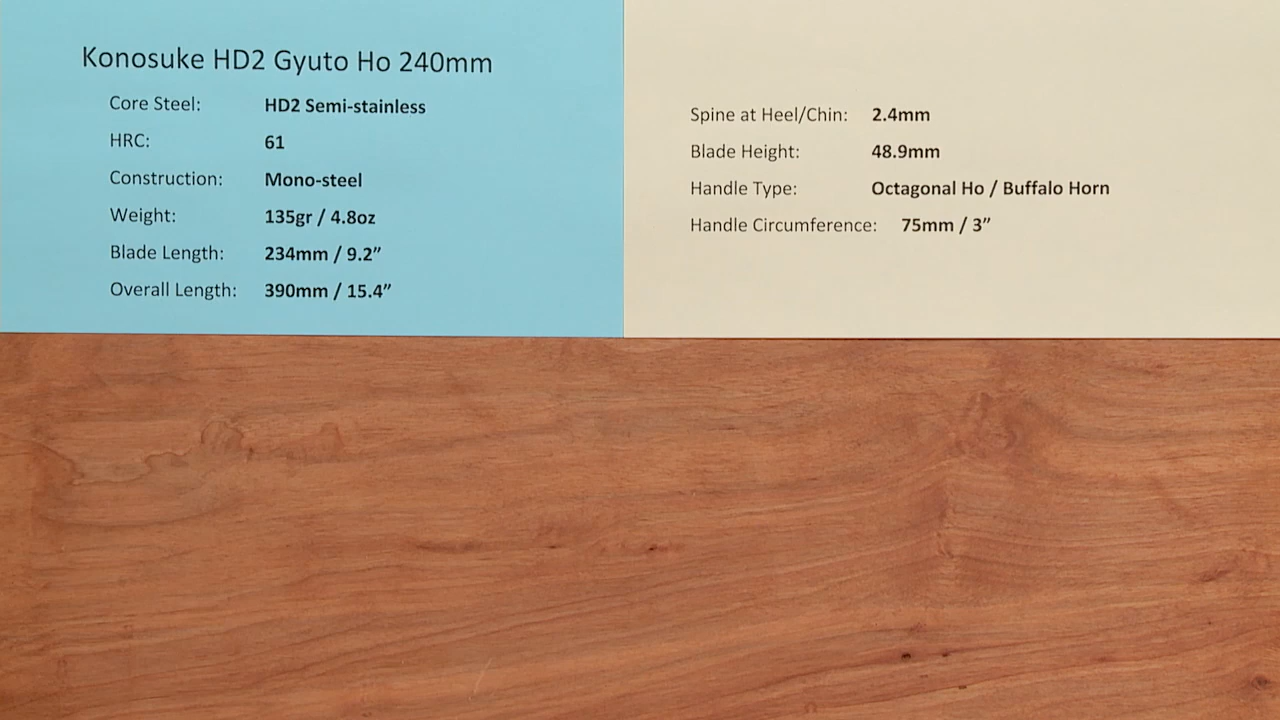 Konosuke HD2 Gyuto Ho 240mm
Core Steel: HD2 Semi-stainless
HRC: 61
Construction: Mono-steel
Weight: 135gr / 4.8oz
Blade Length: 234mm / 9.2”
Overall Length: 390mm / 15.4”
Spine at Heel/Chin: 2.4mm
Blade Height: 48.9mm
Handle Type: Octagonal Ho / Buffalo Horn
Handle Circumference: 75mm / 3”